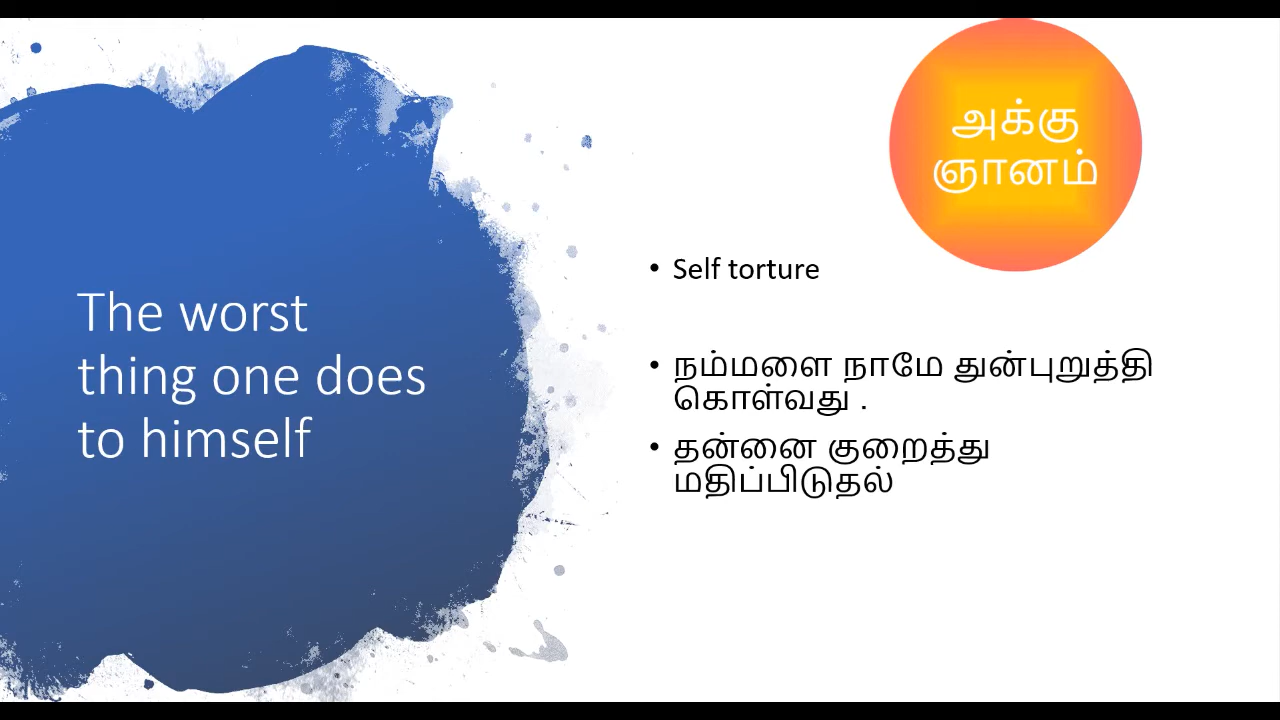 The worst
thing one does
to himself
அக்கு
ஞானம்
• Self torture
• நம்மளை நாமே துன்புறுத்தி
கொள்வது .
• தன்னை குறைத்து
மதிப்பிடுதல்